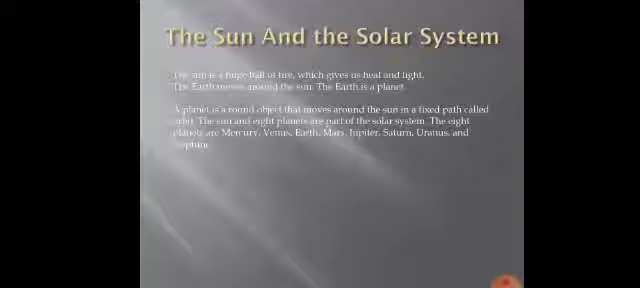 The Sun And the Solar System
The sun is a huge ball of fire, which gives us heat and light.
The Earth moves around the sun. The Earth is a planet.
A planet is a round object that moves around the sun in a fixed path called
orbit. The sun and eight planets are part of the solar system. The eight
planets are Mercury, Venus, Earth, Mars, Jupiter, Saturn, Uranus, and
Neptune